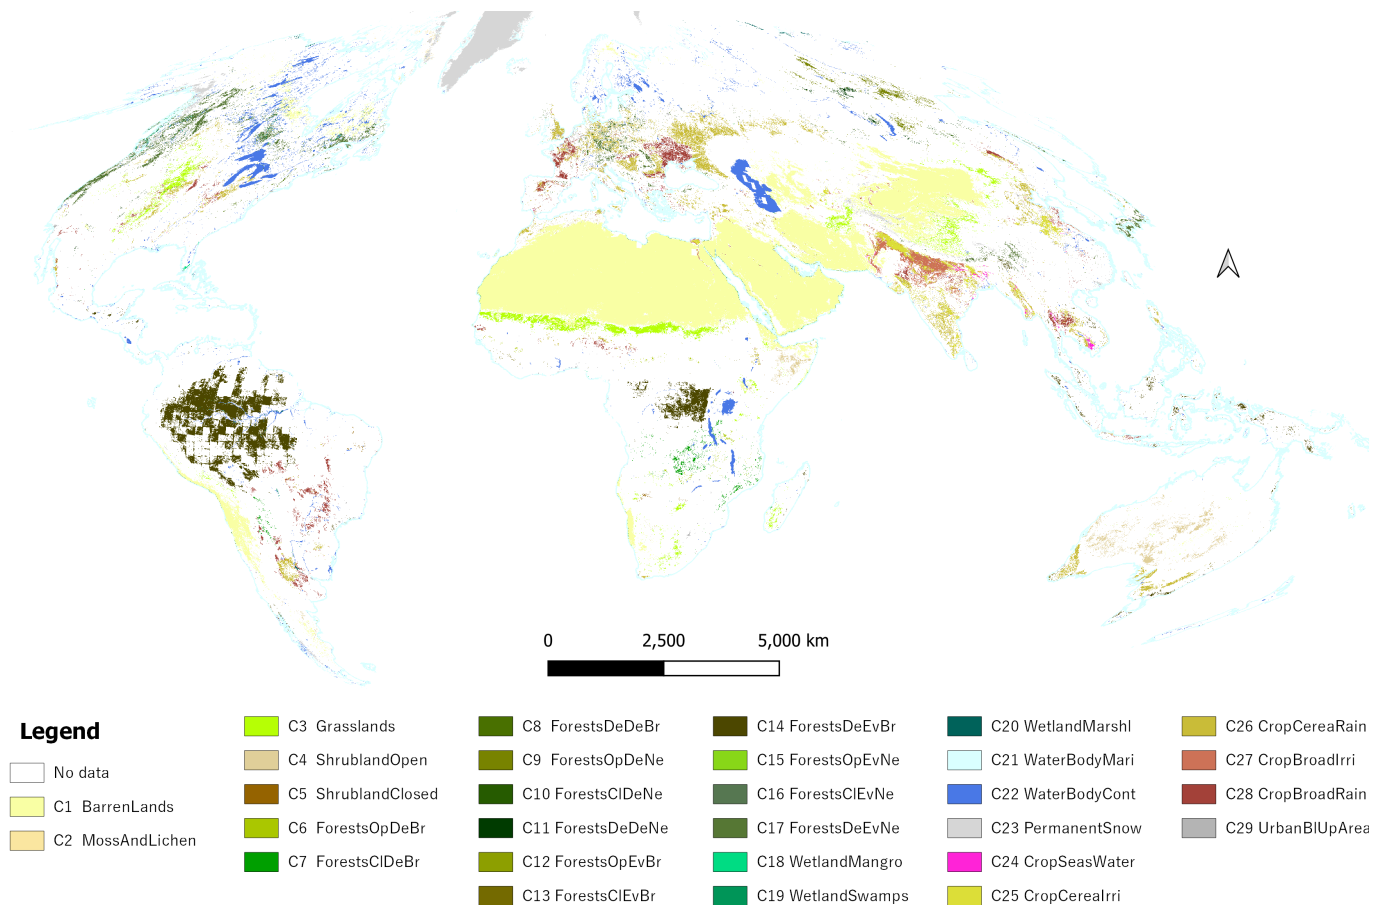 0 2,500 5,000 km
Legend
No data
C1 BarrenLands
C2 MossAndLichen
C3 Grasslands
C4 ShrublandOpen
C5 ShrublandClosed
C6 ForestsOpDeBr
C7 ForestsClDeBr
C8 ForestsDeDeBr
C9 ForestsOpDeNe
C10 ForestsClDeNe
C11 ForestsDeDeNe
C12 ForestsOpEvBr
C13 ForestsClEvBr
C14 ForestsDeEvBr
C15 ForestsOpEvNe
C16 ForestsClEvNe
C17 ForestsDeEvNe
C18 WetlandMangro
C19 WetlandSwamps
C20 WetlandMarshl
C21 WaterBodyMari
C22 WaterBodyCont
C23 PermanentSnow
C24 CropSeasWater
C25 CropCereaIrri
C26 CropCereaRain
C27 CropBroadIrri
C28 CropBroadRain
C29 UrbanBlUpArea